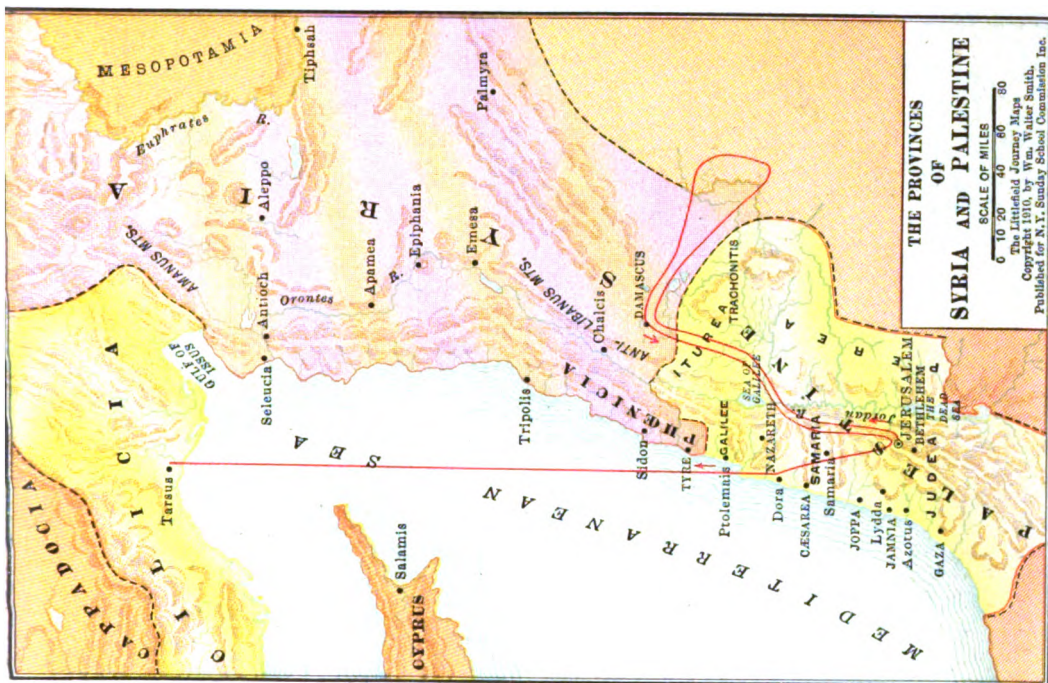 THE PROVINCES
OF
SYRIA AND PALESTINE
SCALE OF MILES
0 10 20 40 60 80
The Littlefield Journey Maps
Copyright 1910, by Wm. Walter Smith.
Published for N.Y. Sunday School Commission Inc.
MESOPOTAMIA
Tiphsah
Euphrates R.
Palmyra
AMANUS MTS.
Aleppo
SYRIA
Antioch
Orontes R.
Apamea
Epiphania
Emesa
ANTI-LIBANUS MTS.
Chalcis
DAMASCUS
Seleucia
GULF OF
ISSUS
Tripolis
PHŒNICIA
Sidon
TYRE
ITUREA
TRACHONITIS
GALILEE
SEA OF
GALILEE
Ptolemais
NAZARETH
Dora
CÆSAREA
SAMARIA
Samaria
Jordan
PEREA
JOPPA
Lydda
JAMNIA
Azotus
GAZA
JERUSALEM
BETHLEHEM
THE
DEAD
SEA
JUDEA
PALESTINE
CAPPADOCIA
CILICIA
Tarsus
Salamis
CYPRUS
MEDITERRANEAN SEA